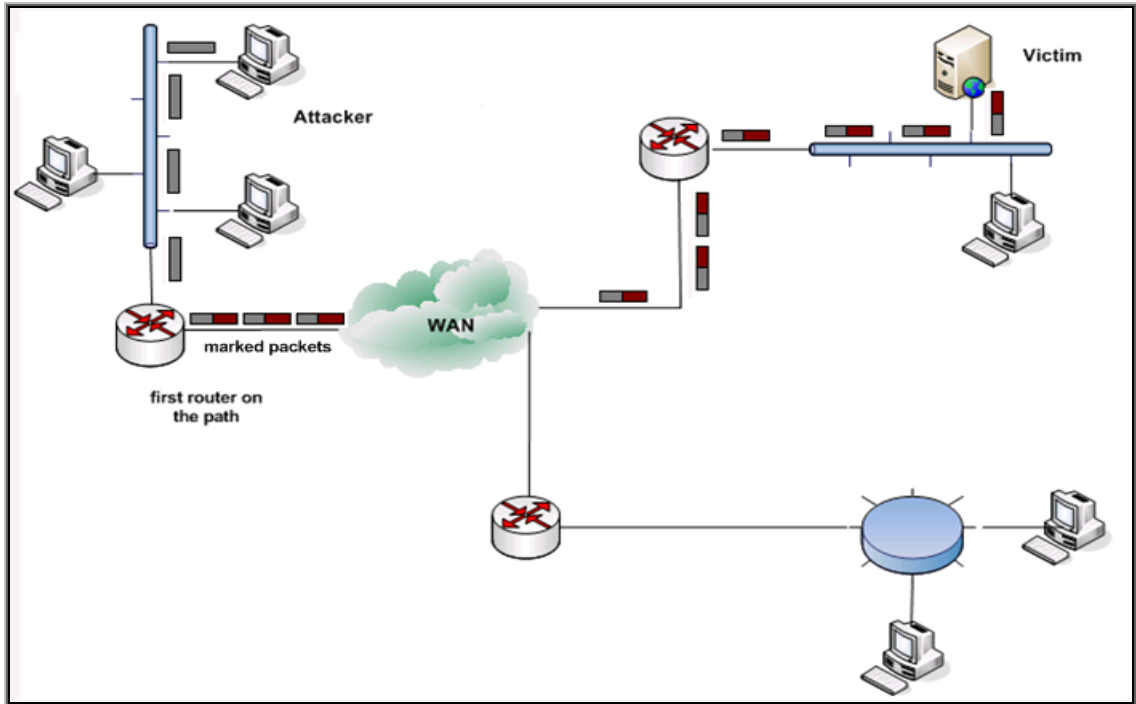 Attacker
Victim
WAN
marked packets
first router on
the path